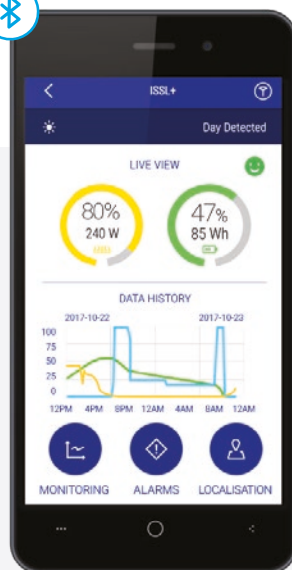 ISSL+
Day Detected
LIVE VIEW
80%
240 W
47%
85 Wh
DATA HISTORY
2017-10-22 2017-10-23
100
75
50
25
0
12PM 4PM 8PM 12AM 4AM 8AM 12AM
MONITORING ALARMS LOCALISATION